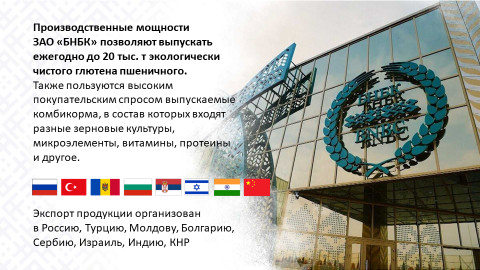 Производственные мощности
ЗАО «БНБК» позволяют выпускать
ежегодно до 20 тыс. т экологически
чистого глютена пшеничного.
Также пользуются высоким
покупательским спросом выпускаемые
комбикорма, в состав которых входят
разные зерновые культуры,
микроэлементы, витамины, протеины
и другое.
Экспорт продукции организован
в Россию, Турцию, Молдову, Болгарию,
Сербию, Израиль, Индию, КНР
БНБК
BNBC